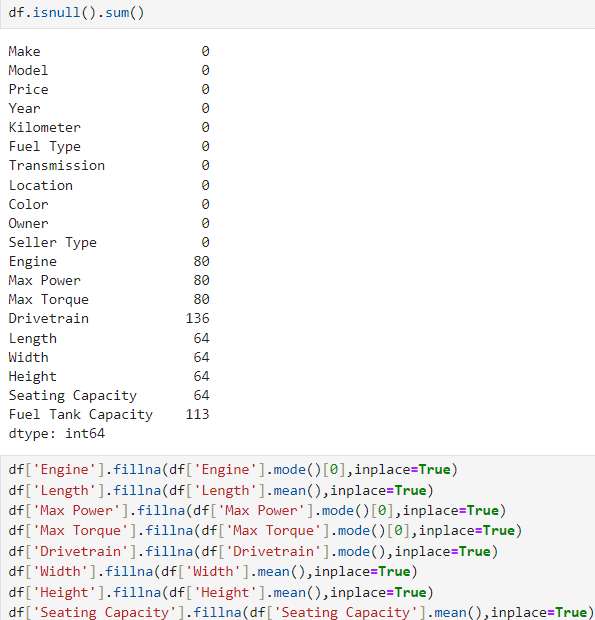 df.isnull().sum()
Make 0
Model 0
Price 0
Year 0
Kilometer 0
Fuel Type 0
Transmission 0
Location 0
Color 0
Owner 0
Seller Type 0
Engine 80
Max Power 80
Max Torque 80
Drivetrain 136
Length 64
Width 64
Height 64
Seating Capacity 64
Fuel Tank Capacity 113
dtype: int64
df['Engine'].fillna(df['Engine'].mode()[0],inplace=True)
df['Length'].fillna(df['Length'].mean(),inplace=True)
df['Max Power'].fillna(df['Max Power'].mode()[0],inplace=True)
df['Max Torque'].fillna(df['Max Torque'].mode()[0],inplace=True)
df['Drivetrain'].fillna(df['Drivetrain'].mode(),inplace=True)
df['Width'].fillna(df['Width'].mean(),inplace=True)
df['Height'].fillna(df['Height'].mean(),inplace=True)
df['Seating Capacity'].fillna(df['Seating Capacity'].mean(),inplace=True)